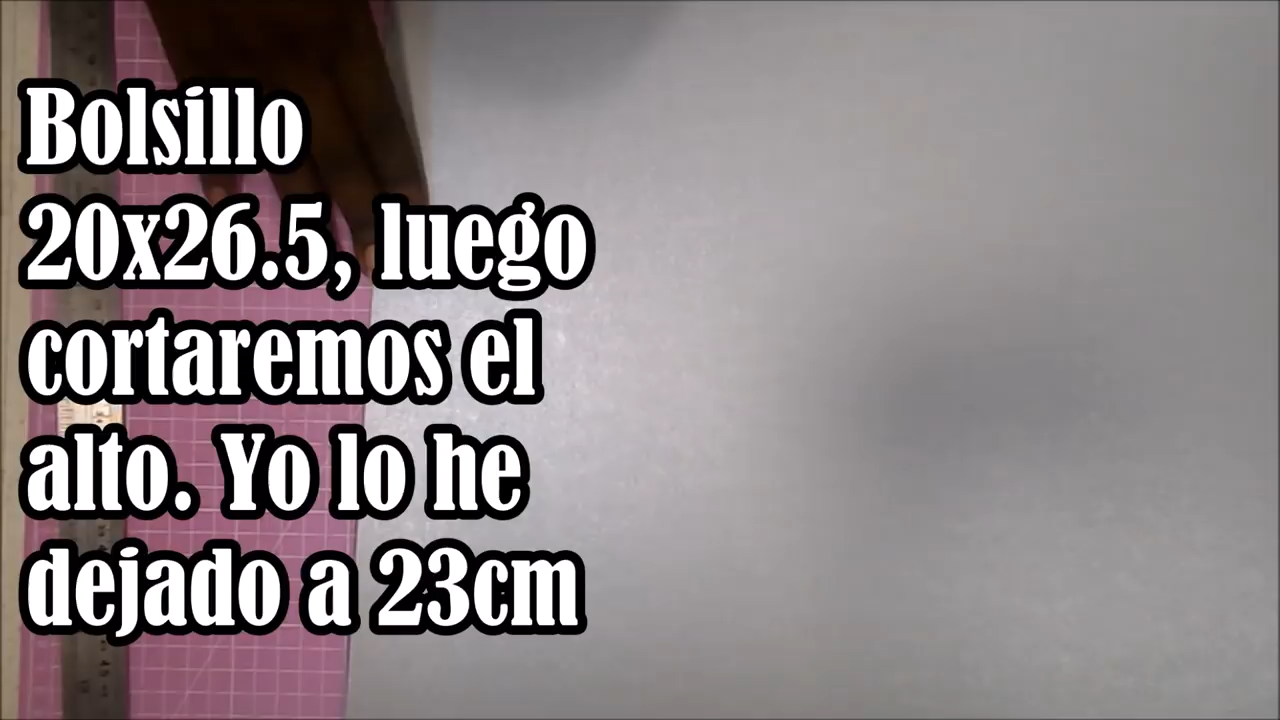 Bolsillo
20x26.5, luego
cortaremos el
alto. Yo lo he
dejado a 23cm